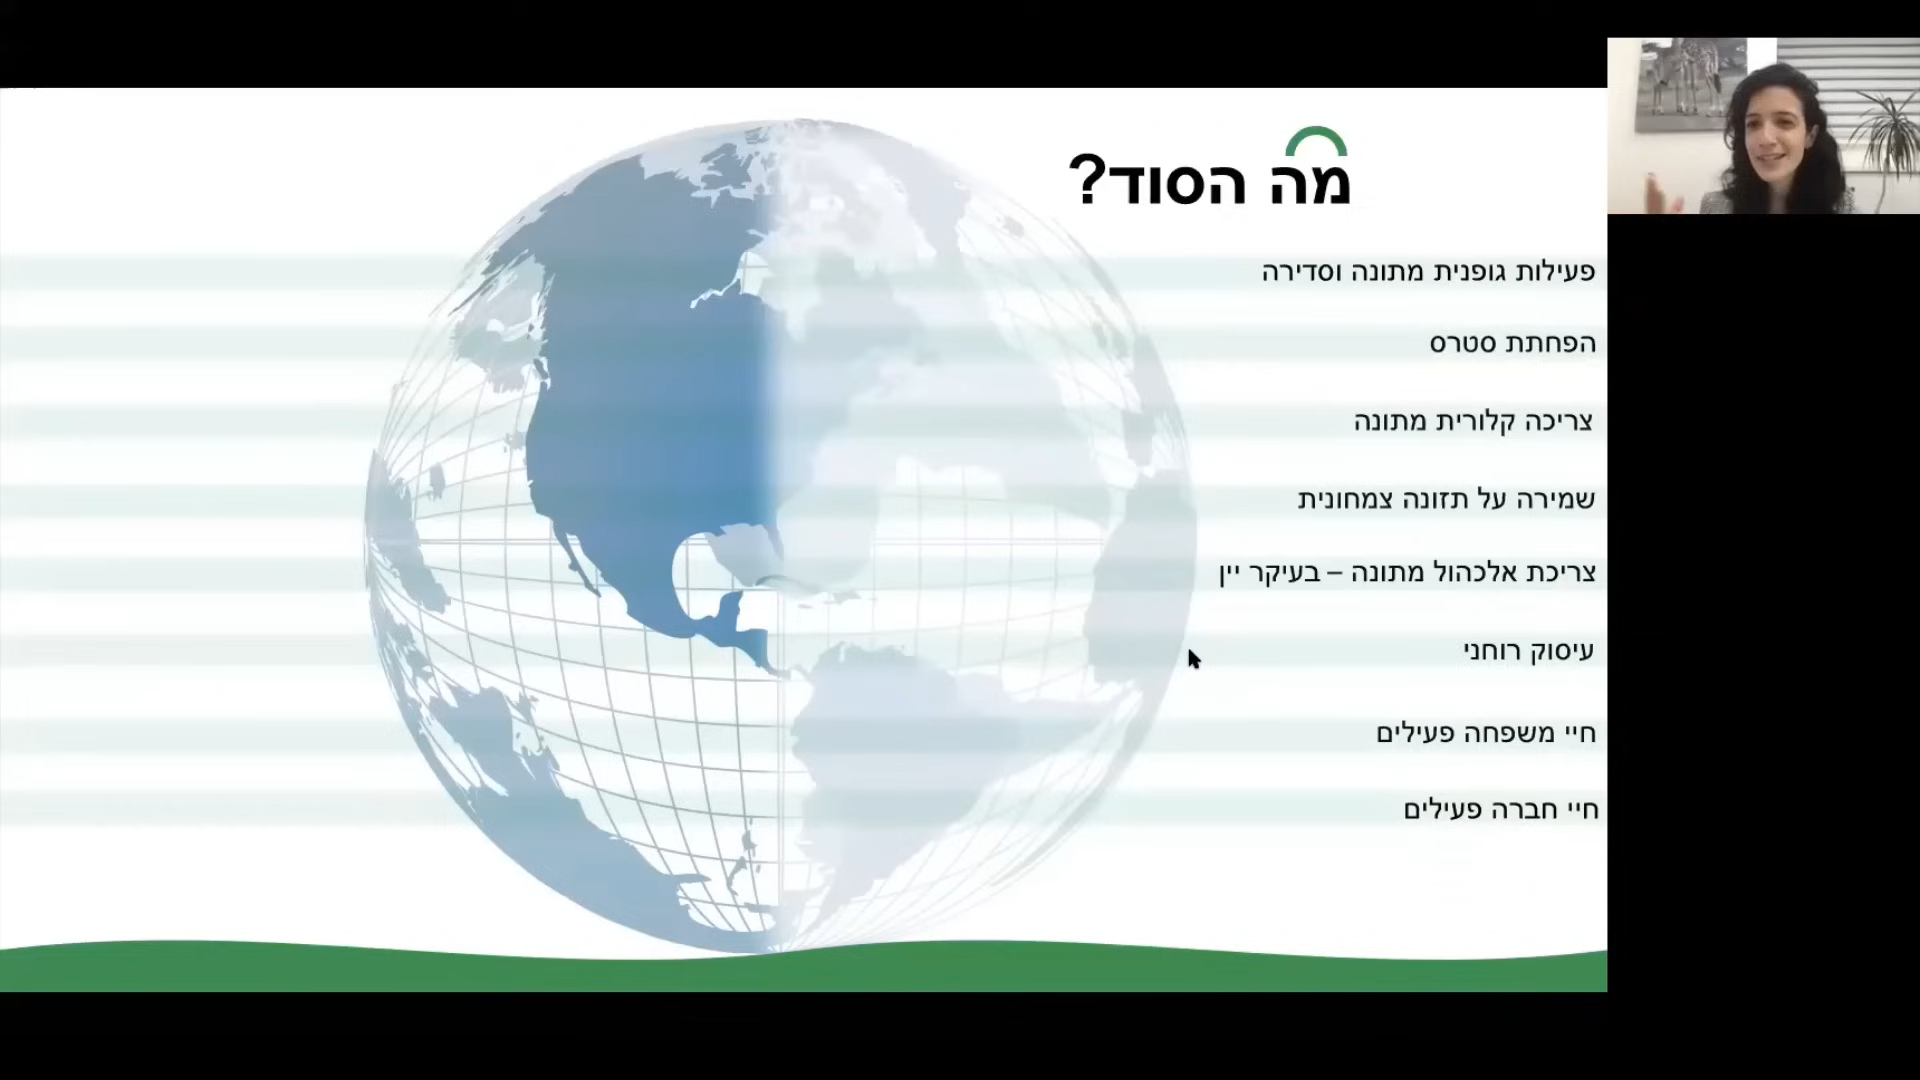 מה הסוד?
פעילות גופנית מתונה וסדירה
הפחתת סטרס
צריכה קלורית מתונה
שמירה על תזונה צמחונית
צריכת אלכהול מתונה – בעיקר יין
עיסוק רוחני
חיי משפחה פעילים
חיי חברה פעילים